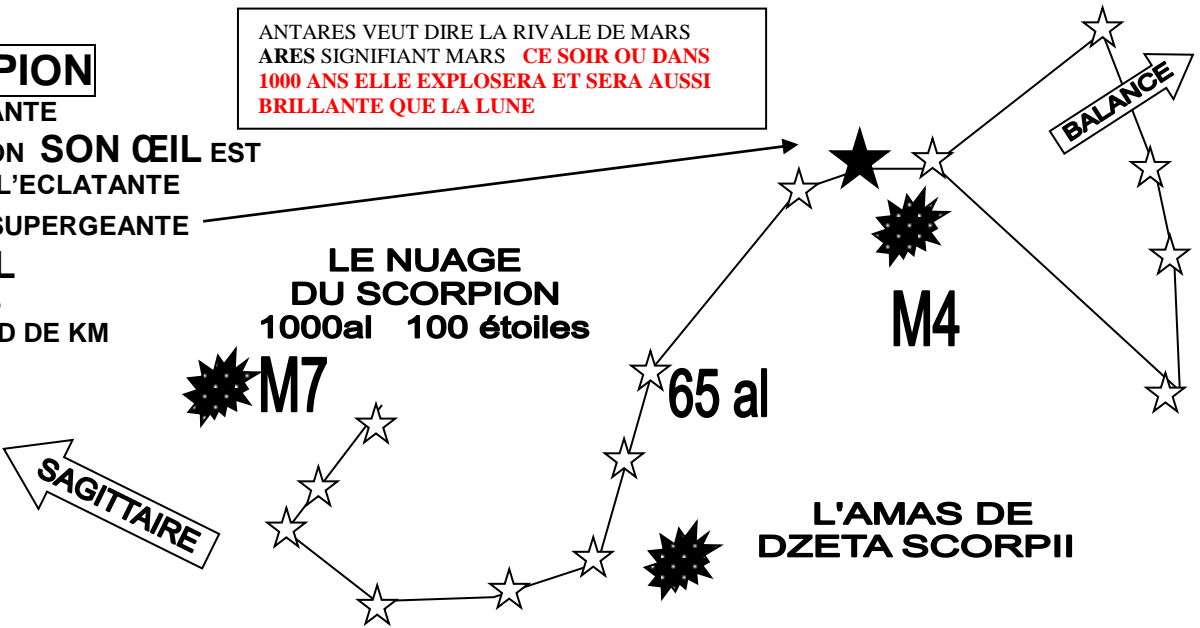 PION
ANTE
ON SON ŒIL EST
L'ECLATANTE
SUPERGEANTE
L
D DE KM
ANTARES VEUT DIRE LA RIVALE DE MARS
ARES SIGNIFIANT MARS CE SOIR OU DANS
1000 ANS ELLE EXPLOSERA ET SERA AUSSI
BRILLANTE QUE LA LUNE
BALANCE
LE NUAGE
DU SCORPION
1000al 100 étoiles
M7
M4
65 al
SAGITTAIRE
L'AMAS DE
DZETA SCORPII